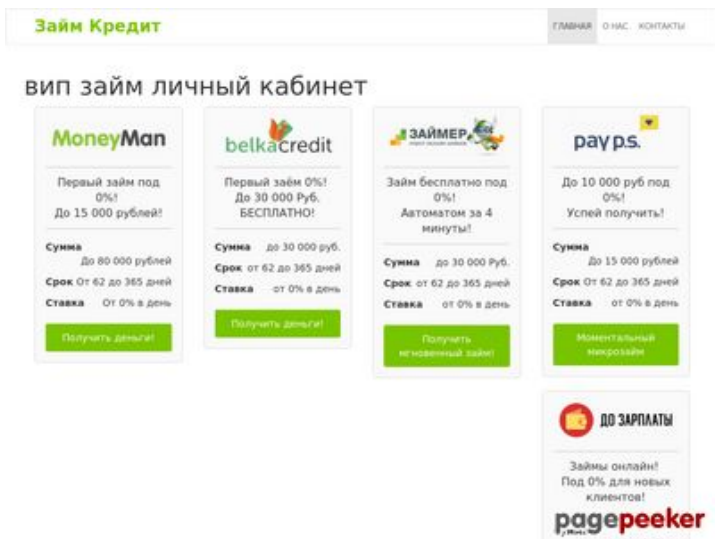 Займ Кредит
ГЛАВНАЯ О НАС КОНТАКТЫ
вип займ личный кабинет
MoneyMan
Первый займ под
0%!
До 15 000 рублей!
Сумма
До 80 000 рублей
Срок От 62 до 365 дней
Ставка От 0% в день
Получить деньги!
belkacredit
Первый заём 0%!
До 30 000 Руб.
БЕСПЛАТНО!
Сумма до 30 000 руб.
Срок от 62 до 365 дней
Ставка от 0% в день
Получить деньги!
ЗАЙМЕР
Займ бесплатно под
0%!
Автоматом за 4
минуты!
Сумма до 30 000 Руб.
Срок от 62 до 365 дней
Ставка от 0% в день
Получить
мгновенный займ!
pay p.s.
До 10 000 руб под
0%!
Успей получить!
Сумма
До 15 000 рублей
Срок От 62 до 365 дней
Ставка от 0% в день
Моментальный
микрозайм
ДО ЗАРПЛАТЫ
Займы онлайн!
Под 0% для новых
клиентов!
pagepeeker